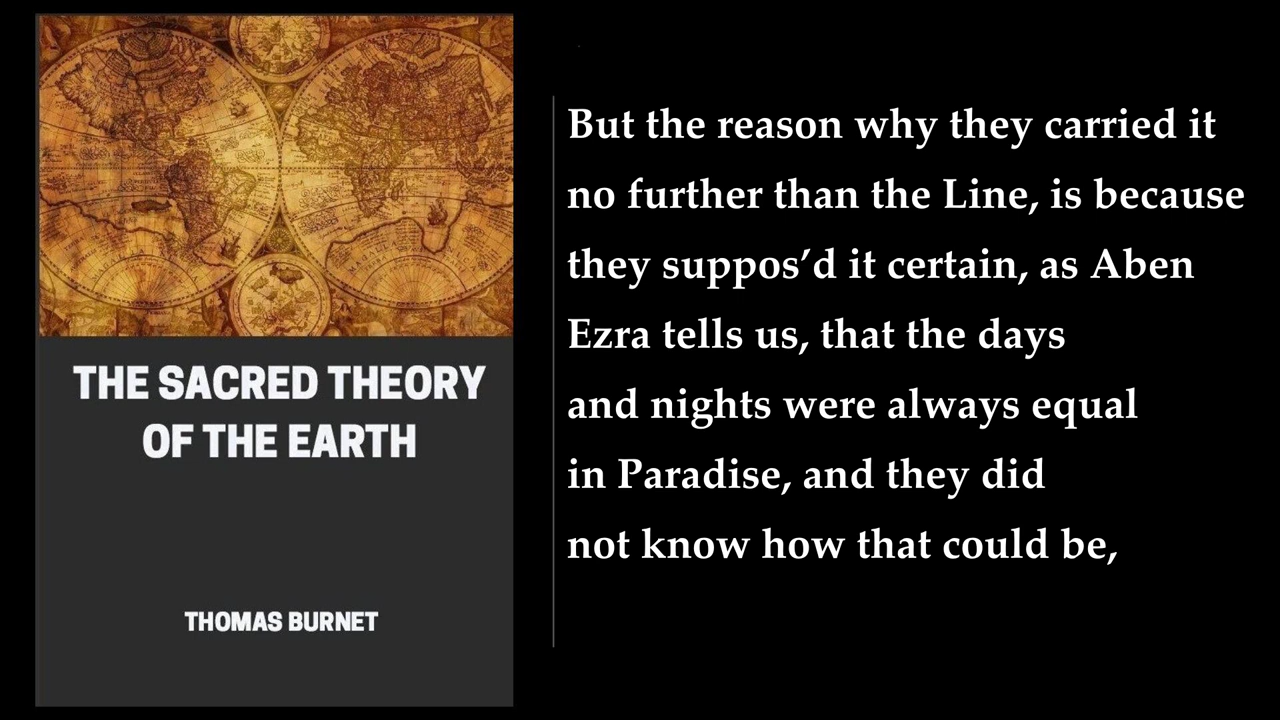 THE SACRED THEORY
OF THE EARTH
THOMAS BURNET
But the reason why they carried it
no further than the Line, is because
they suppos’d it certain, as Aben
Ezra tells us, that the days
and nights were always equal
in Paradise, and they did
not know how that could be,